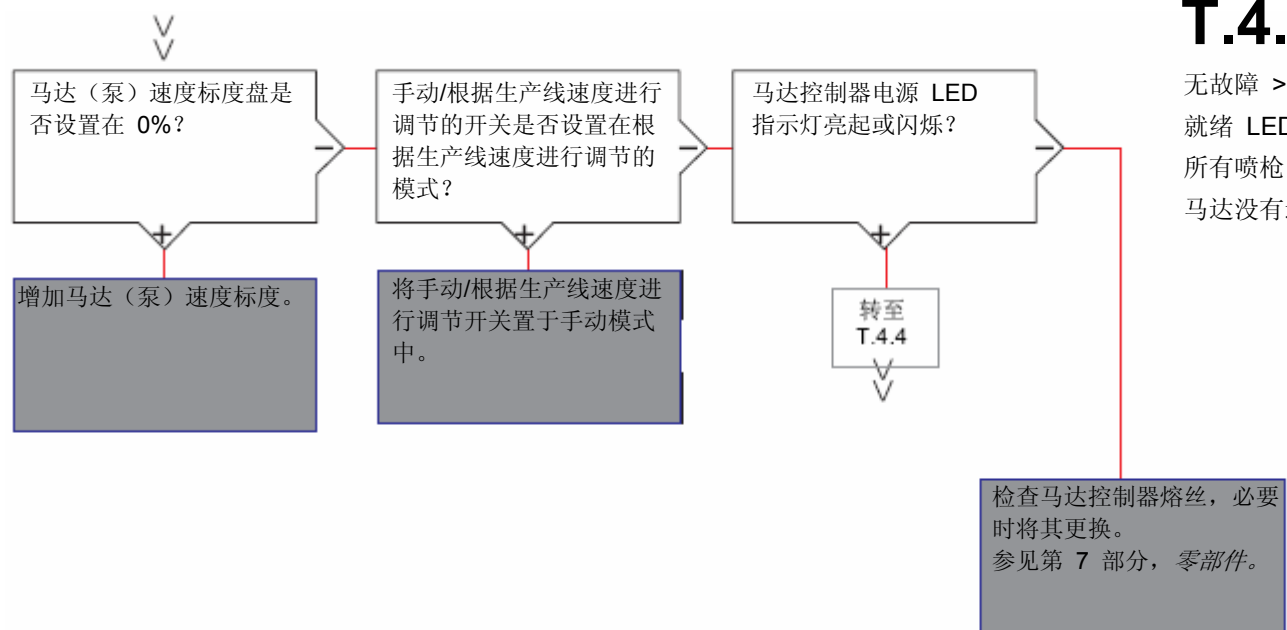 T.4.
无故障 >
就绪 LED
所有喷枪
马达没有
马达（泵）速度标度盘是
否设置在 0%？
增加马达（泵）速度标度。
手动/根据生产线速度进行
调节的开关是否设置在根
据生产线速度进行调节的
模式？
将手动/根据生产线速度进
行调节开关置于手动模式
中。
马达控制器电源 LED
指示灯亮起或闪烁？
转至
T.4.4
检查马达控制器熔丝，必要
时将其更换。
参见第 7 部分，零部件。